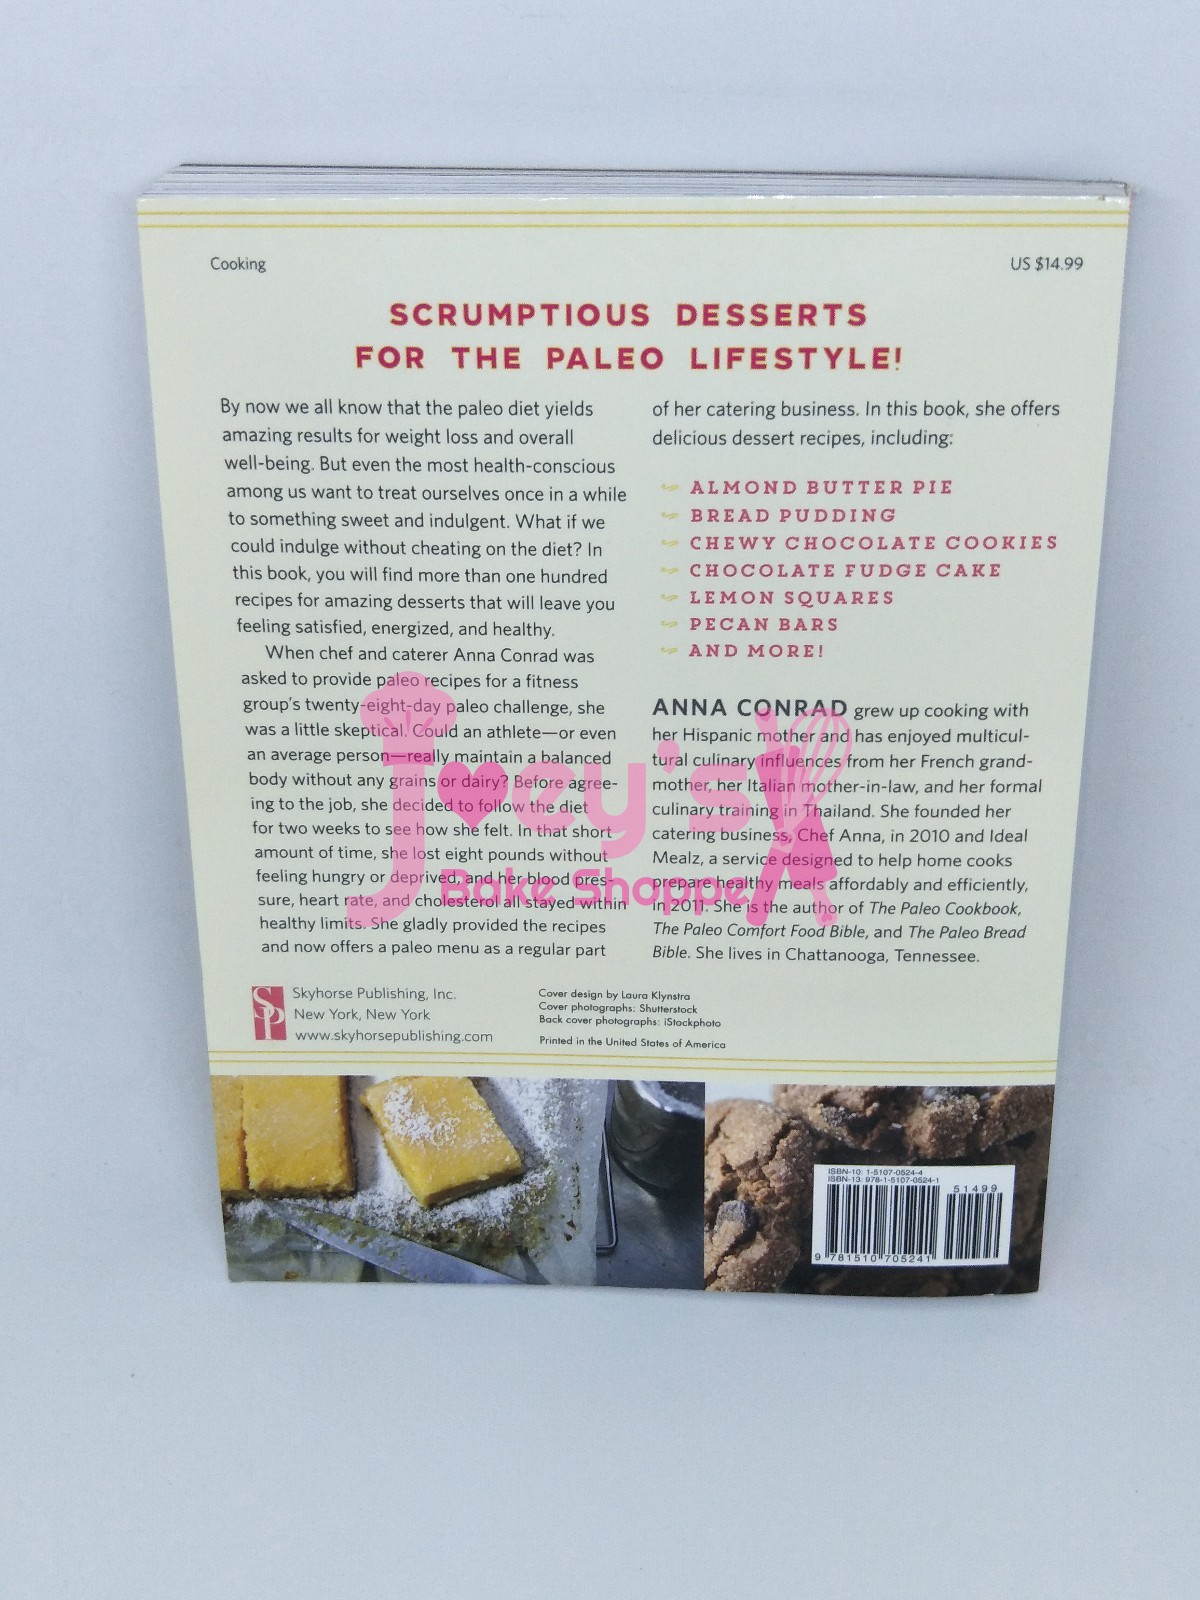 Cooking
US $14.99
SCRUMPTIOUS DESSERTS
FOR THE PALEO LIFESTYLE!
By now we all know that the paleo diet yields
amazing results for weight loss and overall
well-being. But even the most health-conscious
among us want to treat ourselves once in a while
to something sweet and indulgent. What if we
could indulge without cheating on the diet? In
this book, you will find more than one hundred
recipes for amazing desserts that will leave you
feeling satisfied, energized, and healthy.
When chef and caterer Anna Conrad was
asked to provide paleo recipes for a fitness
group's twenty-eight-day paleo challenge, she
was a little skeptical. Could an athlete—or even
an average person—really maintain a balanced
body without any grains or dairy? Before agree-
ing to the job, she decided to follow the diet
for two weeks to see how she felt. In that short
amount of time, she lost eight pounds without
feeling hungry or deprived, and her blood pres-
sure, heart rate, and cholesterol all stayed within
healthy limits. She gladly provided the recipes
and now offers a paleo menu as a regular part
of her catering business. In this book, she offers
delicious dessert recipes, including:
ALMOND BUTTER PIE
BREAD PUDDING
CHEWY CHOCOLATE COOKIES
CHOCOLATE FUDGE CAKE
LEMON SQUARES
PECAN BARS
AND MORE!
ANNA CONRAD grew up cooking with
her Hispanic mother and has enjoyed multicul-
tural culinary influences from her French grand-
mother, her Italian mother-in-law, and her formal
culinary training in Thailand. She founded her
catering business, Chef Anna, in 2010 and Ideal
Mealz, a service designed to help home cooks
prepare healthy meals affordably and efficiently,
in 2011. She is the author of The Paleo Cookbook,
The Paleo Comfort Food Bible, and The Paleo Bread
Bible. She lives in Chattanooga, Tennessee.
Joey's
Bake Shoppe
SP
Skyhorse Publishing, Inc.
New York, New York
www.skyhorsepublishing.com
Cover design by Laura Klynstra
Cover photographs: Shutterstock
Back cover photographs: iStockphoto
Printed in the United States of America
ISBN-10: 1-5107-0524-4
ISBN-13: 978-1-5107-0524-1
51499
9 781510 705241